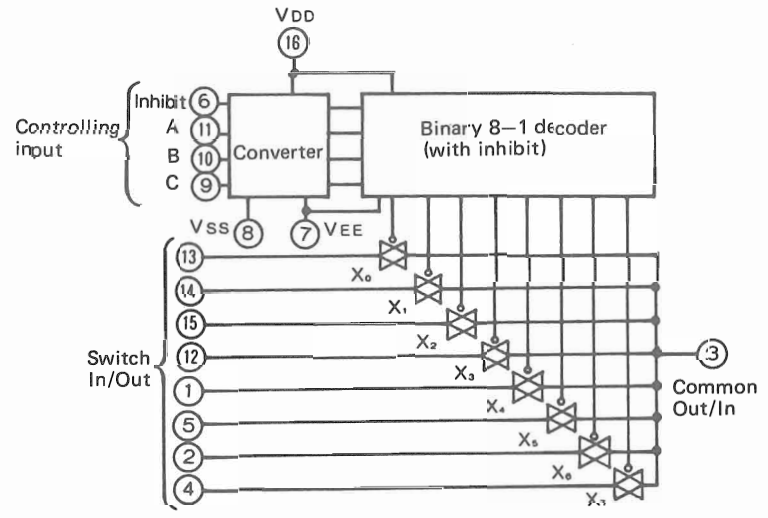 VDD
16
Controlling
input
Inhibit 6
A 11
B 10
C 9
Converter
Binary 8–1 decoder
(with inhibit)
VSS 8
7 VEE
Switch
In/Out
13
14
15
12
1
5
2
4
X0
X1
X2
X3
X4
X5
X6
3
Common
Out/In